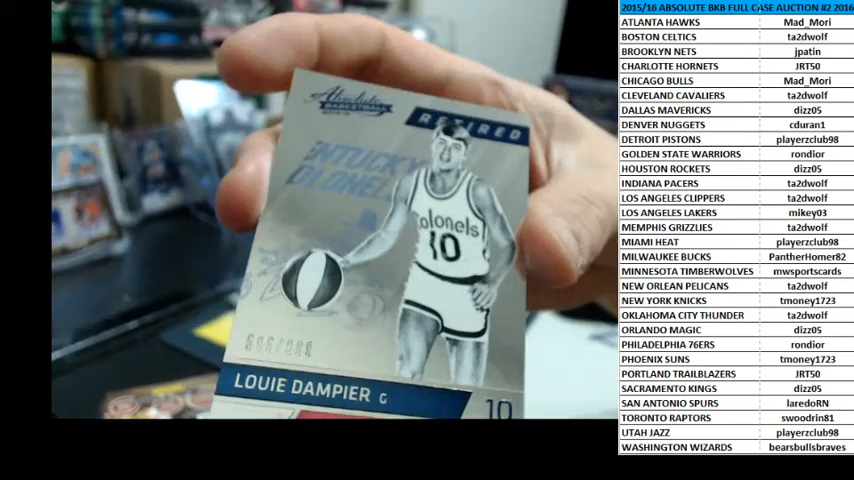 Absolute
BASKETBALL
RETIRED
KENTUCKY
COLONELS
Colonels
10
LOUIE DAMPIER G
10
2015/16 ABSOLUTE BKB FULL CASE AUCTION #2 2016
ATLANTA HAWKS Mad_Mori
BOSTON CELTICS ta2dwolf
BROOKLYN NETS jpatin
CHARLOTTE HORNETS JRT50
CHICAGO BULLS Mad_Mori
CLEVELAND CAVALIERS ta2dwolf
DALLAS MAVERICKS dizz05
DENVER NUGGETS cduran1
DETROIT PISTONS playerzclub98
GOLDEN STATE WARRIORS rondior
HOUSTON ROCKETS dizz05
INDIANA PACERS ta2dwolf
LOS ANGELES CLIPPERS ta2dwolf
LOS ANGELES LAKERS mikey03
MEMPHIS GRIZZLIES ta2dwolf
MIAMI HEAT playerzclub98
MILWAUKEE BUCKS PantherHomer82
MINNESOTA TIMBERWOLVES mwsportscards
NEW ORLEAN PELICANS ta2dwolf
NEW YORK KNICKS tmoney1723
OKLAHOMA CITY THUNDER ta2dwolf
ORLANDO MAGIC dizz05
PHILADELPHIA 76ERS rondior
PHOENIX SUNS tmoney1723
PORTLAND TRAILBLAZERS JRT50
SACRAMENTO KINGS dizz05
SAN ANTONIO SPURS laredoRN
TORONTO RAPTORS swoodrin81
UTAH JAZZ playerzclub98
WASHINGTON WIZARDS bearsbullsbraves